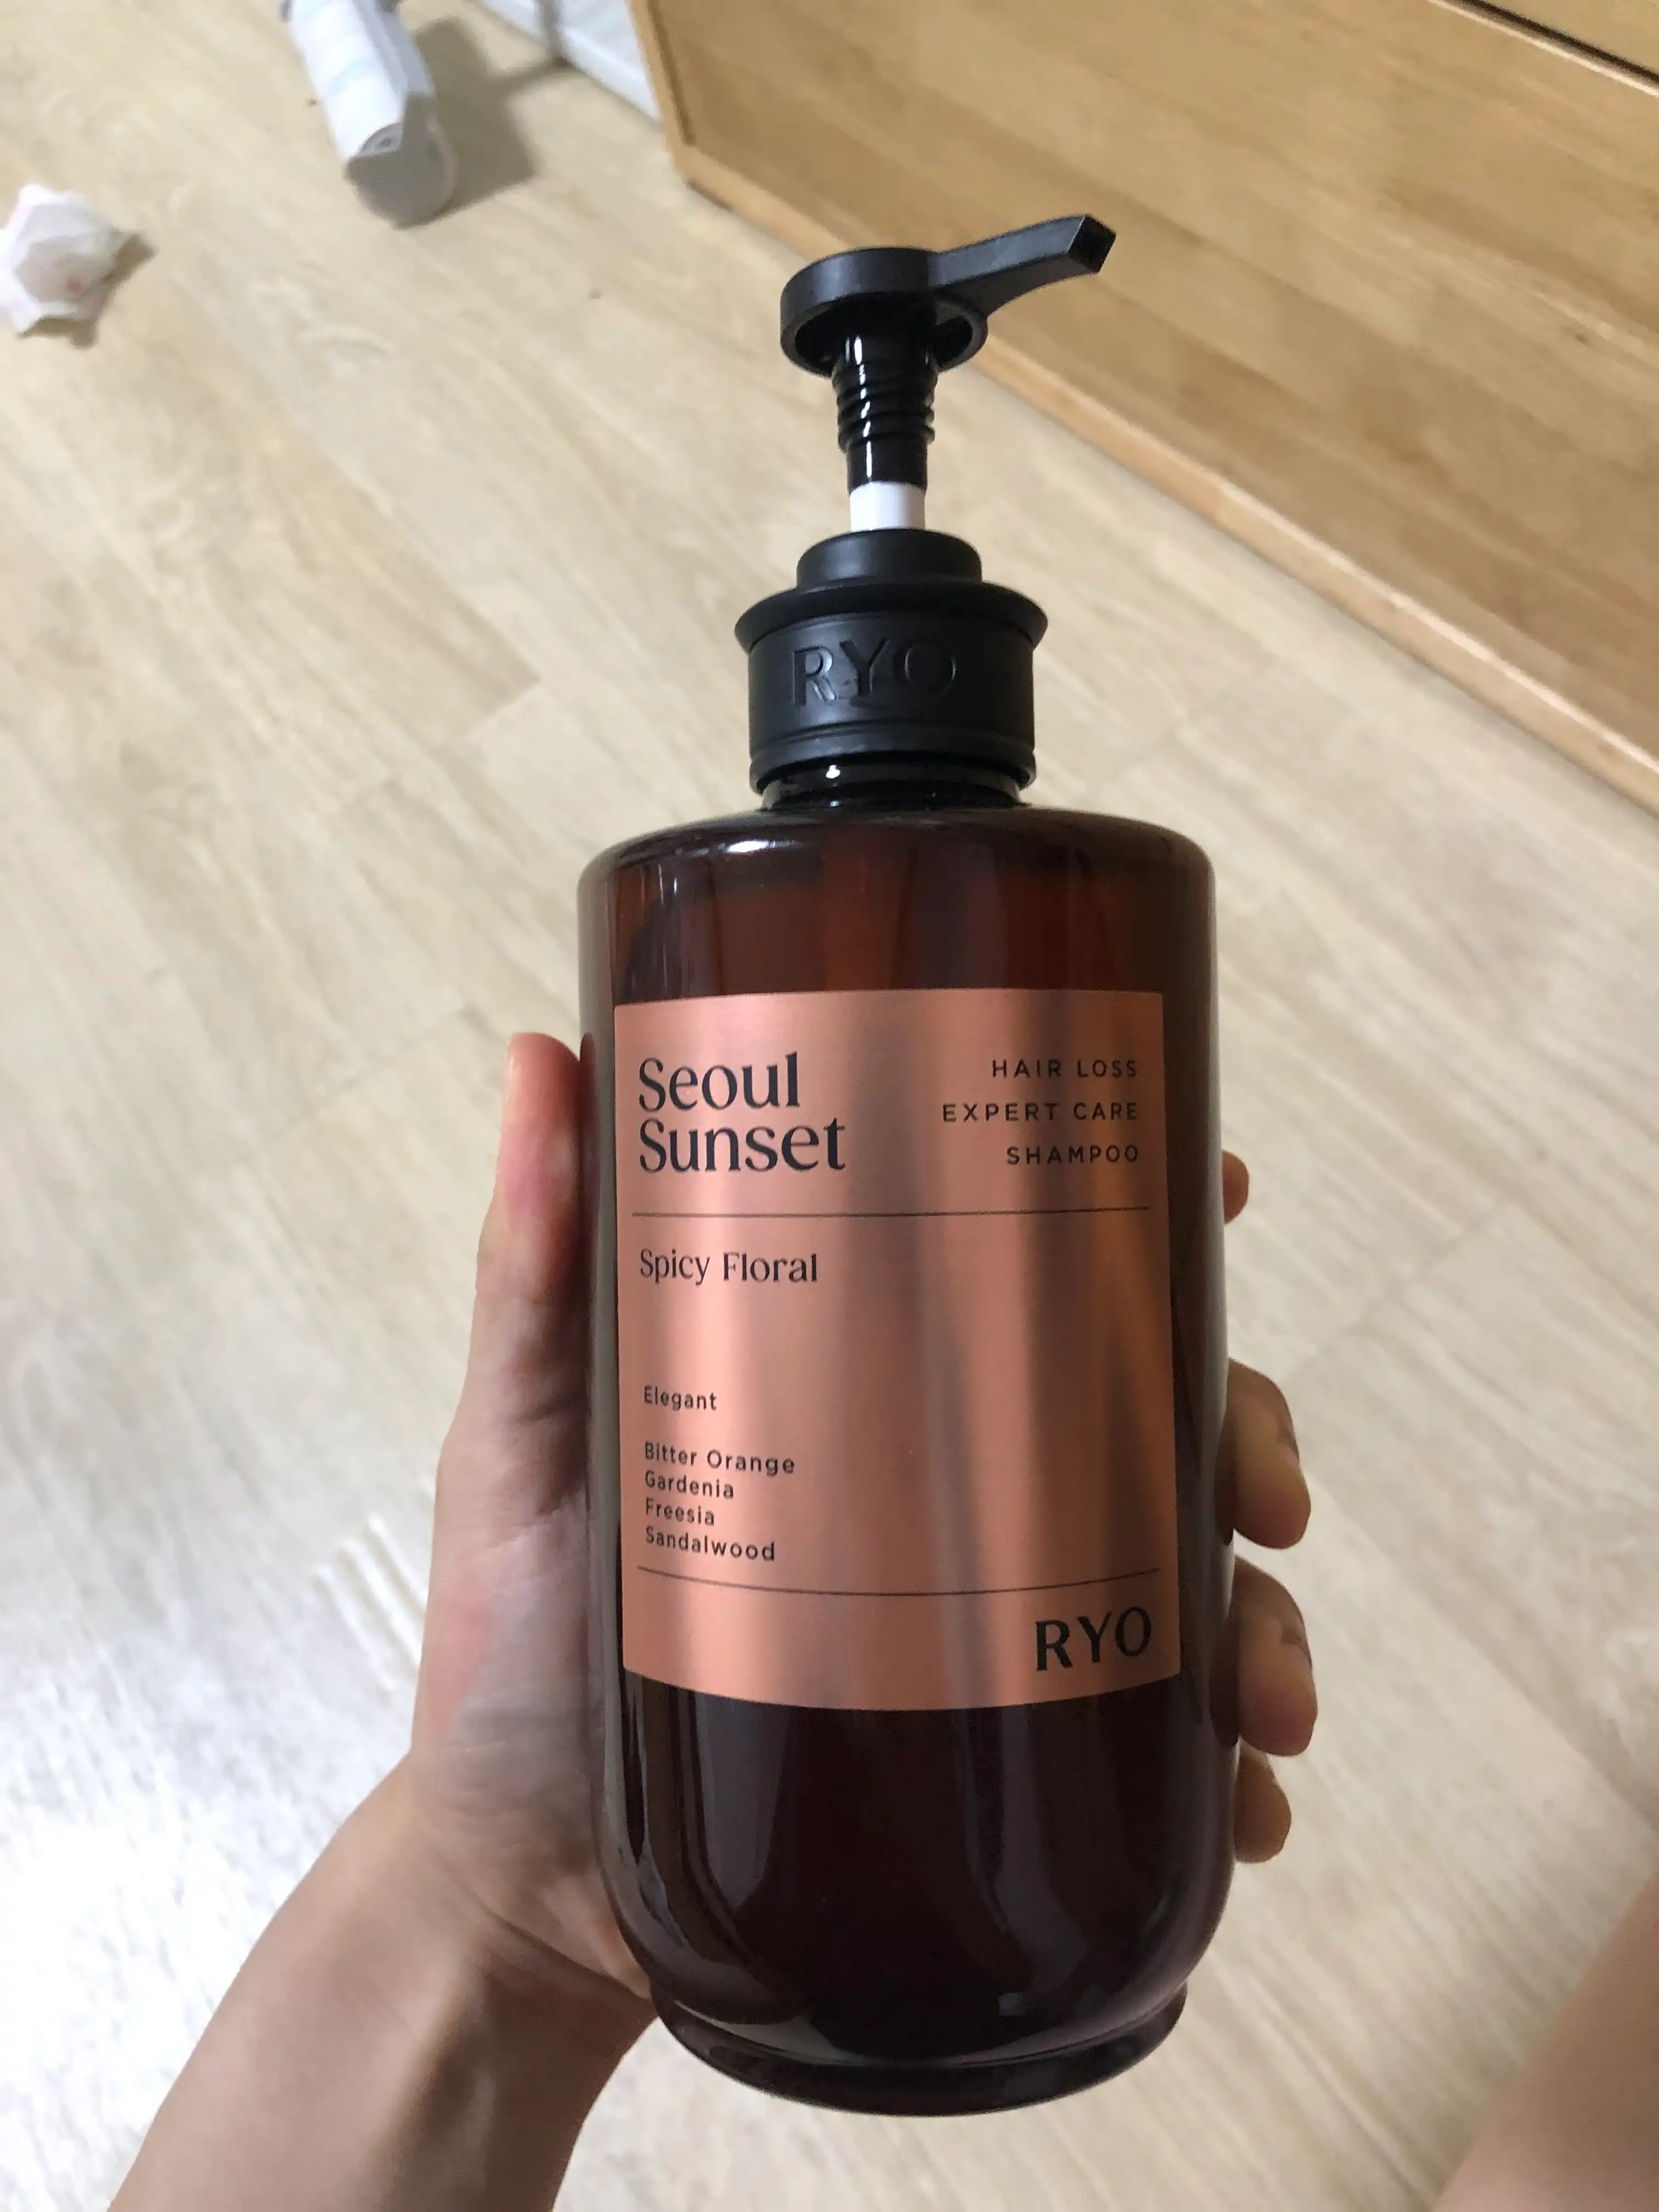 RYO
Seoul
Sunset
HAIR LOSS
EXPERT CARE
SHAMPOO
Spicy Floral
Elegant
Bitter Orange
Gardenia
Freesia
Sandalwood
RYO